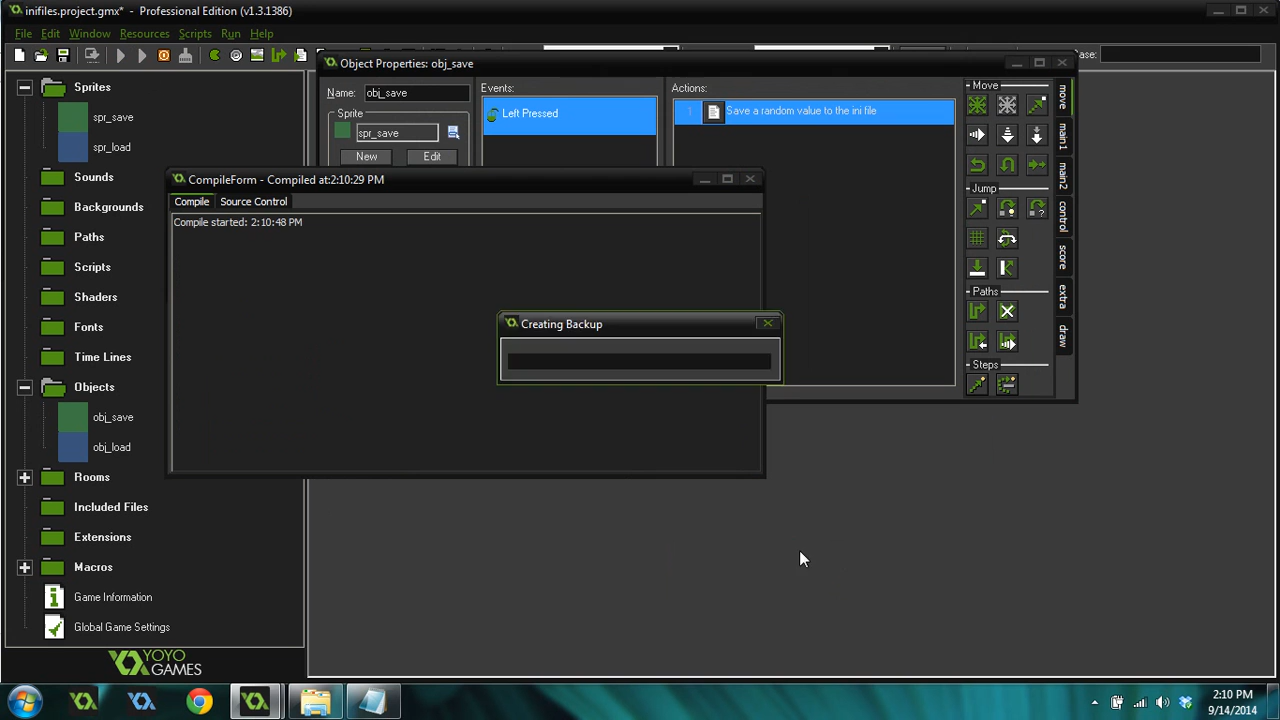 inifiles.project.gmx* - Professional Edition (v1.3.1386)
File Edit Window Resources Scripts Run Help
Object Properties: obj_save
Name: obj_save
Sprite
spr_save
New Edit
Events:
Left Pressed
Actions:
1 Save a random value to the ini file
Move
Jump
Paths
Steps
move
main1
main2
control
score
extra
draw
Sprites
spr_save
spr_load
Sounds
Backgrounds
Paths
Scripts
Shaders
Fonts
Time Lines
Objects
obj_save
obj_load
Rooms
Included Files
Extensions
Macros
Game Information
Global Game Settings
YOYO
GAMES
CompileForm - Compiled at:2:10:29 PM
Compile Source Control
Compile started: 2:10:48 PM
Creating Backup
2:10 PM
9/14/2014